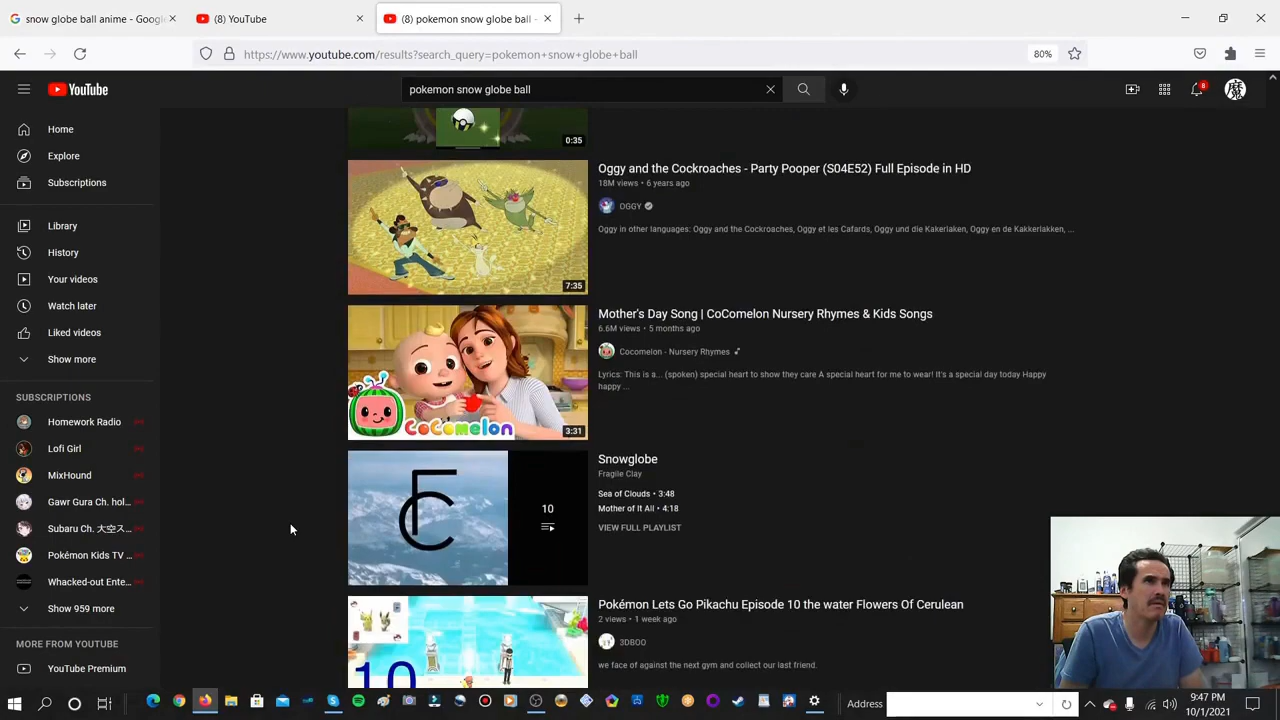 snow globe ball anime - Google
(8) YouTube
(8) pokemon snow globe ball -
https://www.youtube.com/results?search_query=pokemon+snow+globe+ball
80%
YouTube
pokemon snow globe ball
8
魔
Home
Explore
Subscriptions
Library
History
Your videos
Watch later
Liked videos
Show more
SUBSCRIPTIONS
Homework Radio
Lofi Girl
MixHound
Gawr Gura Ch. hol...
Subaru Ch. 大空ス...
Pokémon Kids TV ...
Whacked-out Ente...
Show 959 more
MORE FROM YOUTUBE
YouTube Premium
0:35
7:35
Oggy and the Cockroaches - Party Pooper (S04E52) Full Episode in HD
18M views • 6 years ago
OGGY
Oggy in other languages: Oggy and the Cockroaches, Oggy et les Cafards, Oggy und die Kakerlaken, Oggy en de Kakkerlakken, ...
COCOMELON
3:31
Mother's Day Song | CoComelon Nursery Rhymes & Kids Songs
6.6M views • 5 months ago
Cocomelon - Nursery Rhymes
Lyrics: This is a... (spoken) special heart to show they care A special heart for me to wear! It's a special day today Happy
happy ...
FC
10
Snowglobe
Fragile Clay
Sea of Clouds • 3:48
Mother of It All • 4:18
VIEW FULL PLAYLIST
10
Pokémon Lets Go Pikachu Episode 10 the water Flowers Of Cerulean
2 views • 1 week ago
3DBOO
we face of against the next gym and collect our last friend.
Address
9:47 PM
10/1/2021